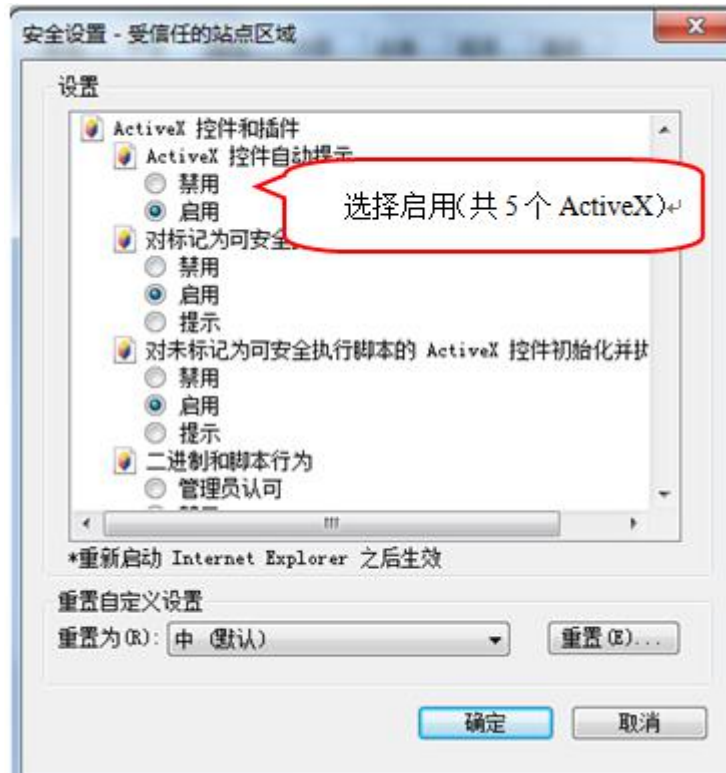 安全设置 - 受信任的站点区域
设置
ActiveX 控件和插件
ActiveX 控件自动提示
禁用
启用
选择启用(共 5 个 ActiveX)↵
对标记为可安全
禁用
启用
提示
对未标记为可安全执行脚本的 ActiveX 控件初始化并执
禁用
启用
提示
二进制和脚本行为
管理员认可
*重新启动 Internet Explorer 之后生效
重置自定义设置
重置为(R): 中 (默认)
重置(E)...
确定
取消